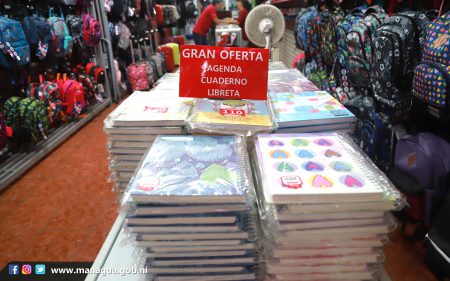 GRAN OFERTA
AGENDA
CUADERNO
LIBRETA
www.managua.gob.ni